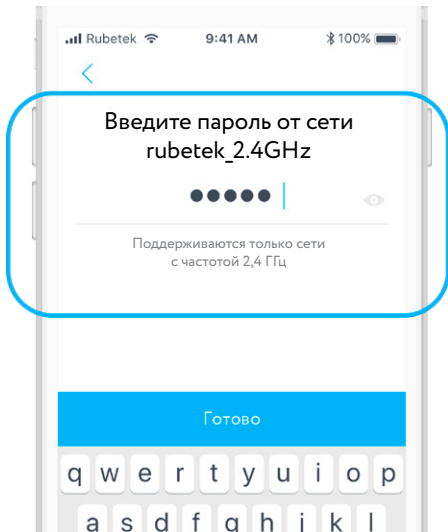 Rubetek 9:41 AM 100%
Введите пароль от сети
rubetek_2.4GHz
Поддерживаются только сети
с частотой 2,4 ГГц
Готово
q w e r t y u i o p
a s d f g h j k l